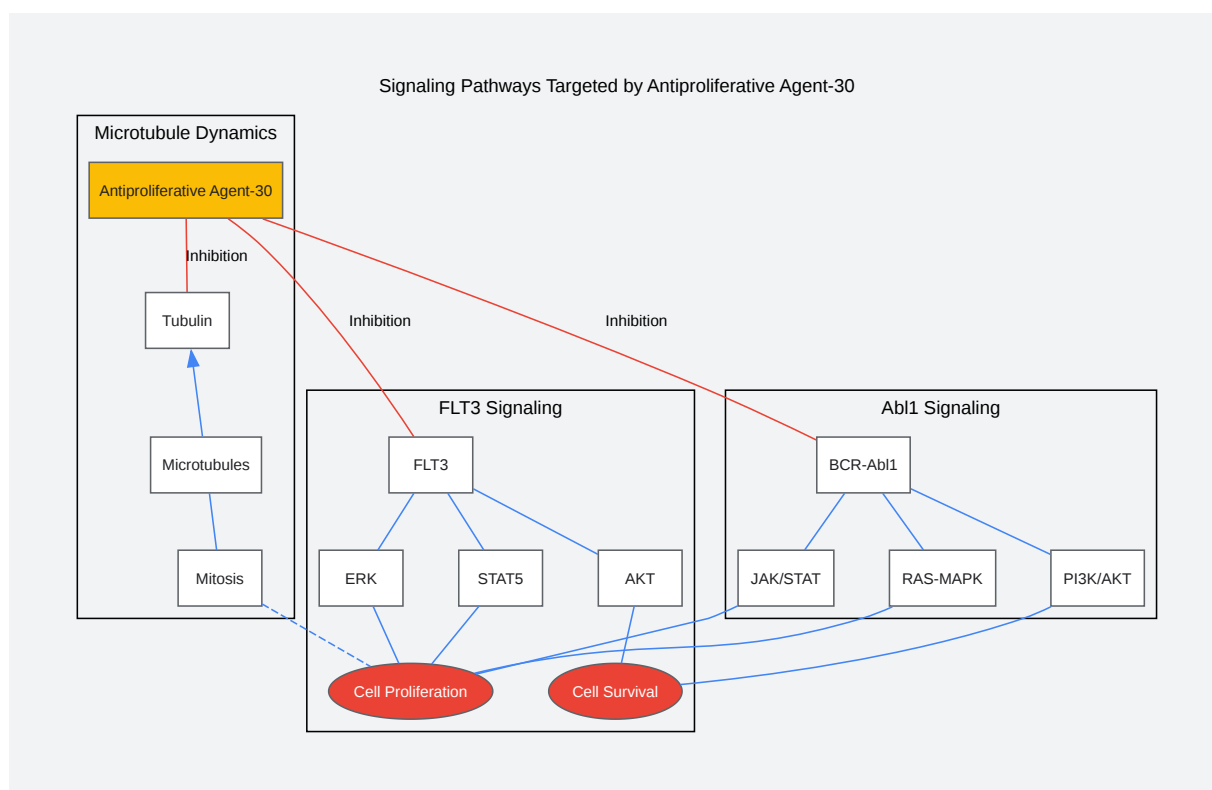 Signaling Pathways Targeted by Antiproliferative Agent-30
Microtubule Dynamics
Antiproliferative Agent-30
Inhibition
Tubulin
Inhibition
Inhibition
FLT3 Signaling
Abl1 Signaling
Microtubules
FLT3
BCR-Abl1
Mitosis
ERK
STAT5
AKT
JAK/STAT
RAS-MAPK
PI3K/AKT
Cell Proliferation
Cell Survival